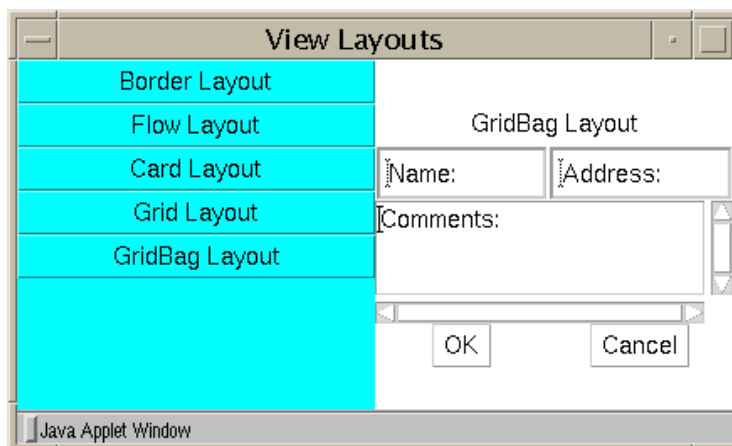 View Layouts
Border Layout
Flow Layout
Card Layout
Grid Layout
GridBag Layout
GridBag Layout
Name:
Address:
Comments:
OK
Cancel
Java Applet Window